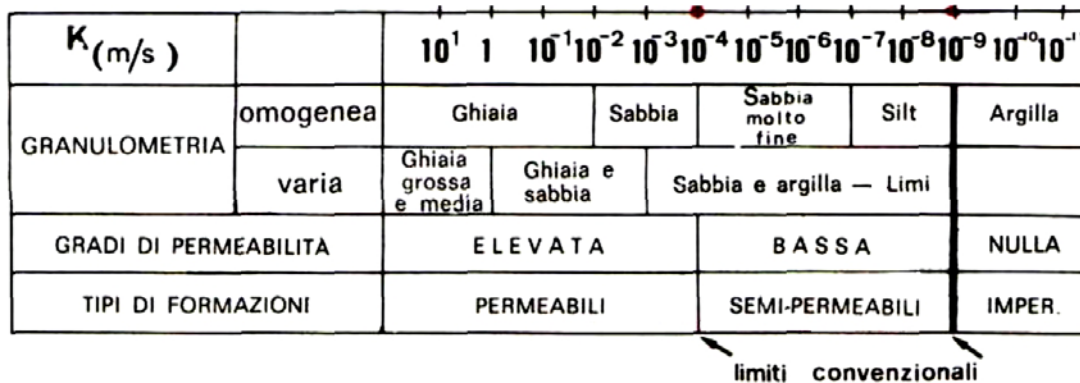 K (m/s) 10¹ 1 10⁻¹ 10⁻² 10⁻³ 10⁻⁴ 10⁻⁵ 10⁻⁶ 10⁻⁷ 10⁻⁸ 10⁻⁹ 10⁻¹⁰
GRANULOMETRIA
omogenea
Ghiaia
Sabbia
Sabbia
molto
fine
Silt
Argilla
varia
Ghiaia
grossa
e media
Ghiaia e
sabbia
Sabbia e argilla — Limi
GRADI DI PERMEABILITÀ ELEVATA BASSA NULLA
TIPI DI FORMAZIONI PERMEABILI SEMI-PERMEABILI IMPER.
limiti convenzionali